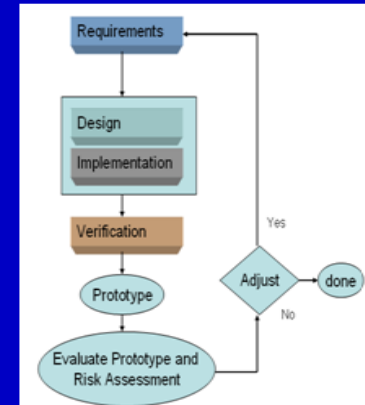 Requirements
Design
Implementation
Verification
Prototype
Evaluate Prototype and
Risk Assessment
Yes
Adjust
done
No